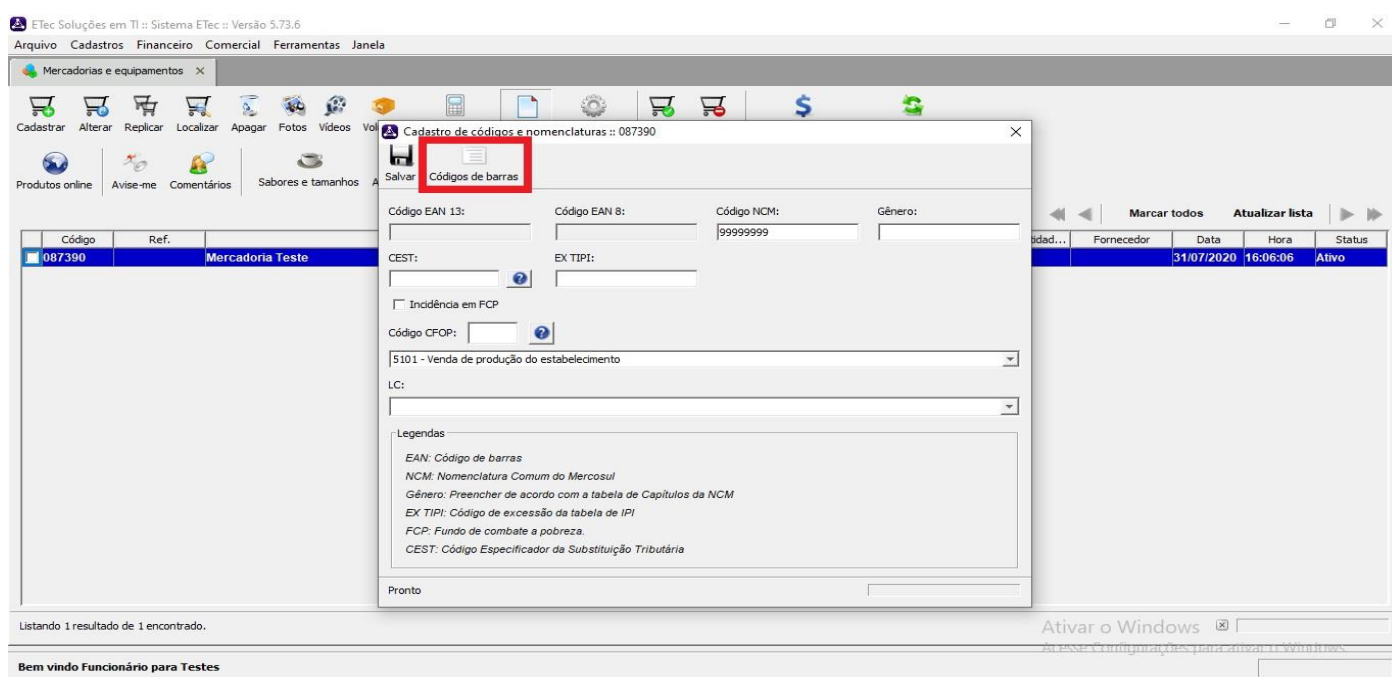 ETec Soluções em TI :: Sistema ETec :: Versão 5.73.6
Arquivo Cadastros Financeiro Comercial Ferramentas Janela
Mercadorias e equipamentos
Cadastrar Alterar Replicar Localizar Apagar Fotos Vídeos Vol
Produtos online Avise-me Comentários Sabores e tamanhos A
Cadastro de códigos e nomenclaturas :: 087390
Salvar Códigos de barras
Código EAN 13: Código EAN 8: Código NCM: Gênero:
99999999
CEST: EX TIPI:
Incidência em FCP
Código CFOP:
5101 - Venda de produção do estabelecimento
LC:
Legendas
EAN: Código de barras
NCM: Nomenclatura Comum do Mercosul
Gênero: Preencher de acordo com a tabela de Capítulos da NCM
EX TIPI: Código de excessão da tabela de IPI
FCP: Fundo de combate a pobreza.
CEST: Código Especificador da Substituição Tributária
Pronto
Marcar todos Atualizar lista
Código Ref. tidad... Fornecedor Data Hora Status
087390 Mercadoria Teste 31/07/2020 16:06:06 Ativo
Listando 1 resultado de 1 encontrado.
Ativar o Windows
Acesse Configurações para ativar o Windows.
Bem vindo Funcionário para Testes